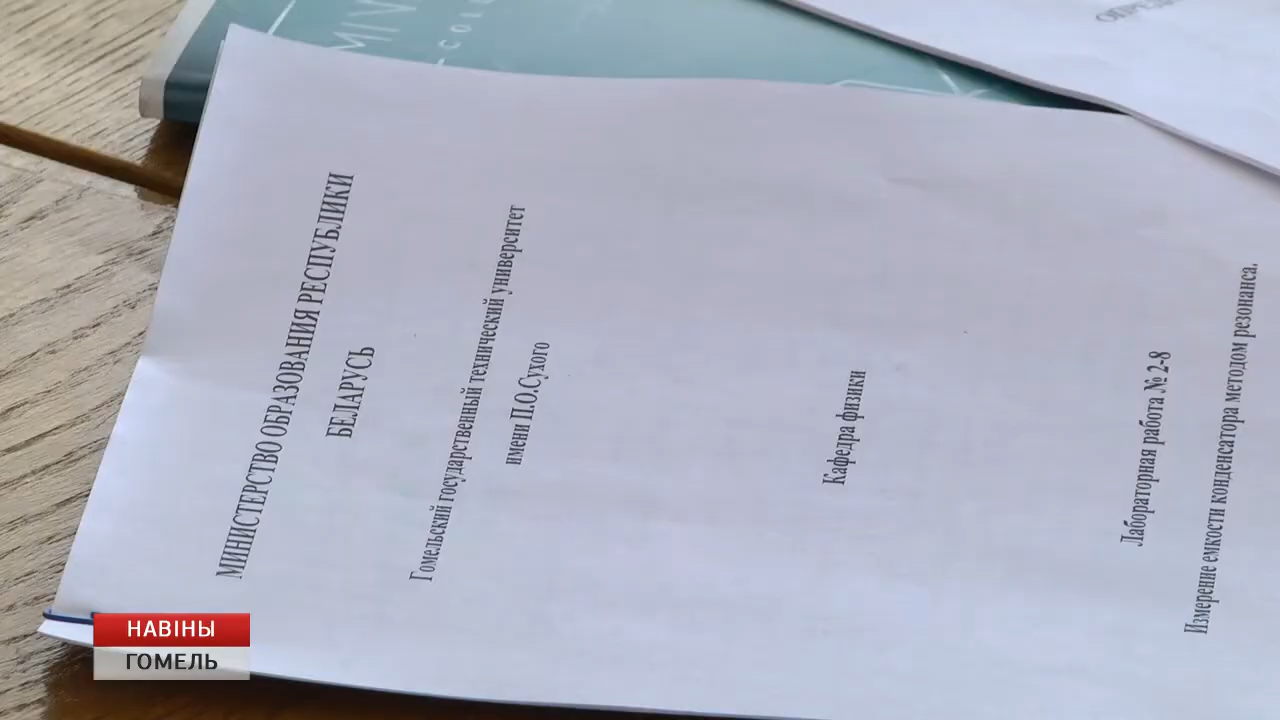 МИНИСТЕРСТВО ОБРАЗОВАНИЯ РЕСПУБЛИКИ
БЕЛАРУСЬ
Гомельский государственный технический университет
имени П.О.Сухого
Кафедра физики
Лабораторная работа № 2-8
Измерение емкости конденсатора методом резонанса.
НАВІНЫ
ГОМЕЛЬ